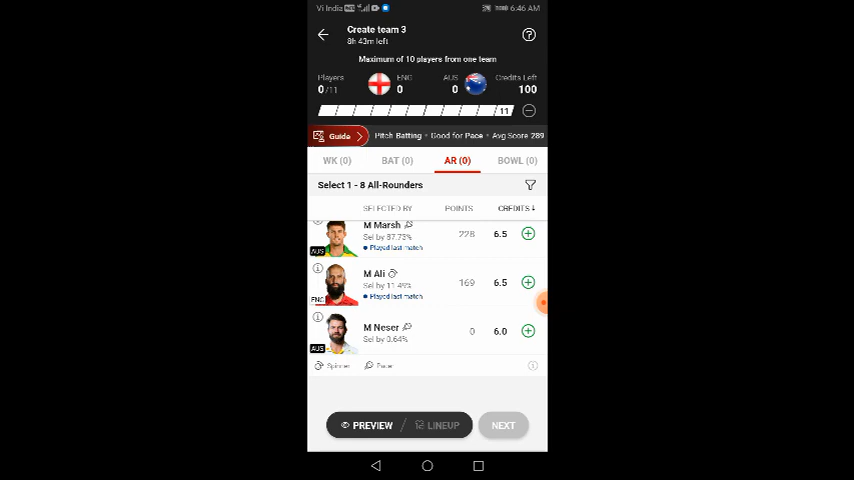 Vi India
6:46 AM
Create team 3
8h 43m left
Maximum of 10 players from one team
Players
0/11
ENG
0
AUS
0
Credits Left
100
11
Guide
Pitch Batting • Good for Pace • Avg Score 289
WK (0)
BAT (0)
AR (0)
BOWL (0)
Select 1 - 8 All-Rounders
SELECTED BY
POINTS
CREDITS
M Marsh
Sel by 87.73%
Played last match
AUS
228
6.5
M Ali
Sel by 11.49%
Played last match
ENG
169
6.5
M Neser
Sel by 0.64%
AUS
0
6.0
Spinner
Pacer
PREVIEW
LINEUP
NEXT